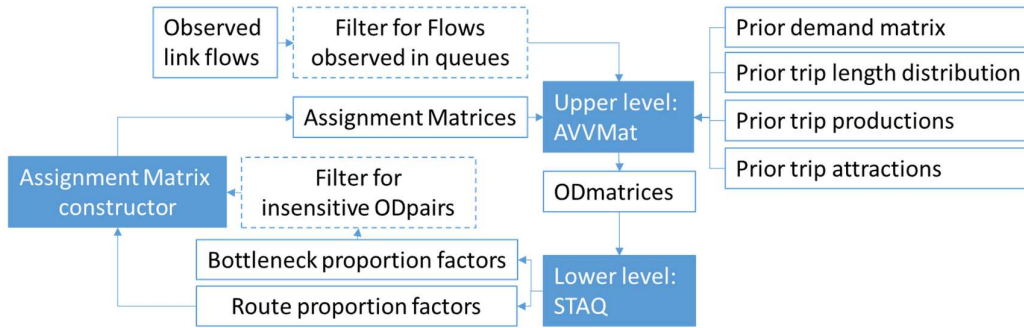 Observed
link flows
Filter for Flows
observed in queues
Prior demand matrix
Prior trip length distribution
Prior trip productions
Prior trip attractions
Upper level:
AVVMat
Assignment Matrices
Assignment Matrix
constructor
Filter for
insensitive ODpairs
ODmatrices
Bottleneck proportion factors
Route proportion factors
Lower level:
STAQ